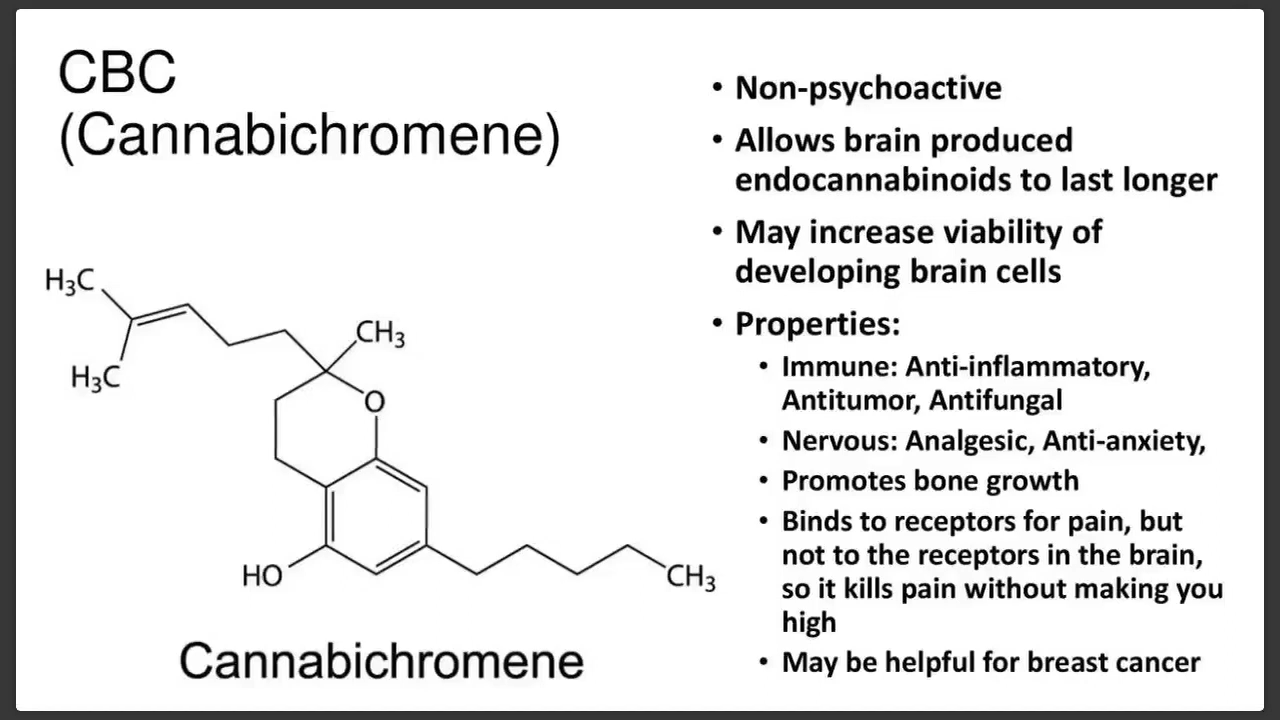 CBC
(Cannabichromene)
• Non-psychoactive
• Allows brain produced
endocannabinoids to last longer
• May increase viability of
developing brain cells
• Properties:
• Immune: Anti-inflammatory,
Antitumor, Antifungal
• Nervous: Analgesic, Anti-anxiety,
• Promotes bone growth
• Binds to receptors for pain, but
not to the receptors in the brain,
so it kills pain without making you
high
• May be helpful for breast cancer
H₃C
CH₃
H₃C
O
HO
CH₃
Cannabichromene